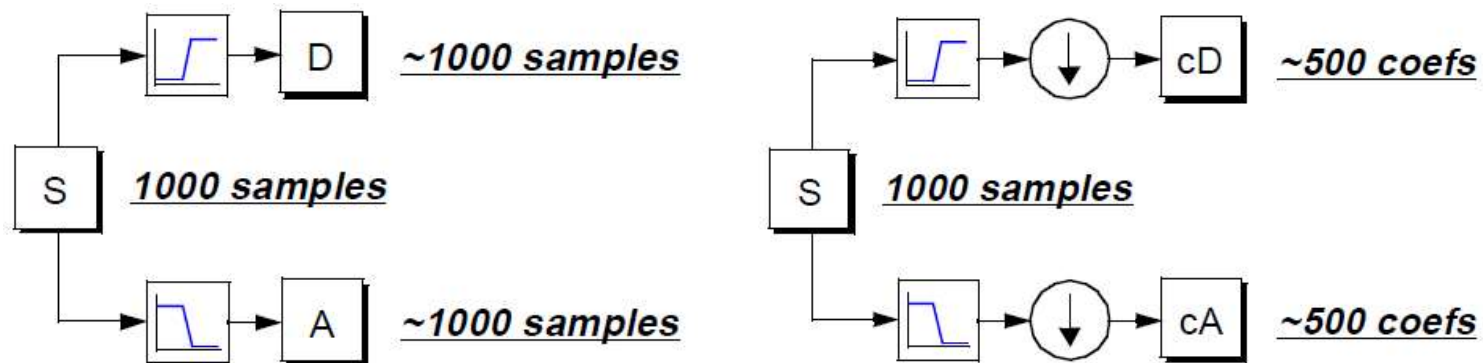 D ~1000 samples
S 1000 samples
A ~1000 samples
cD ~500 coefs
S 1000 samples
cA ~500 coefs